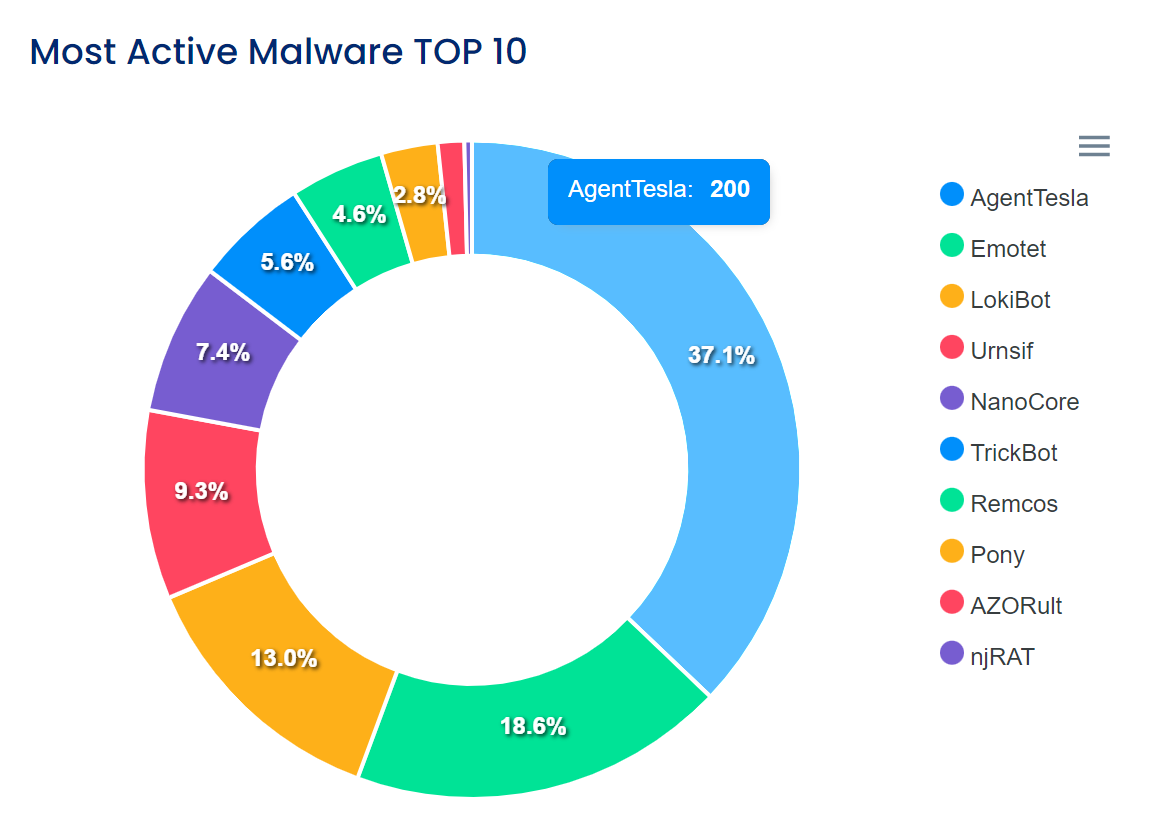 Most Active Malware TOP 10
AgentTesla: 200
2.8%
4.6%
5.6%
37.1%
7.4%
9.3%
13.0%
18.6%
AgentTesla
Emotet
LokiBot
Urnsif
NanoCore
TrickBot
Remcos
Pony
AZORult
njRAT